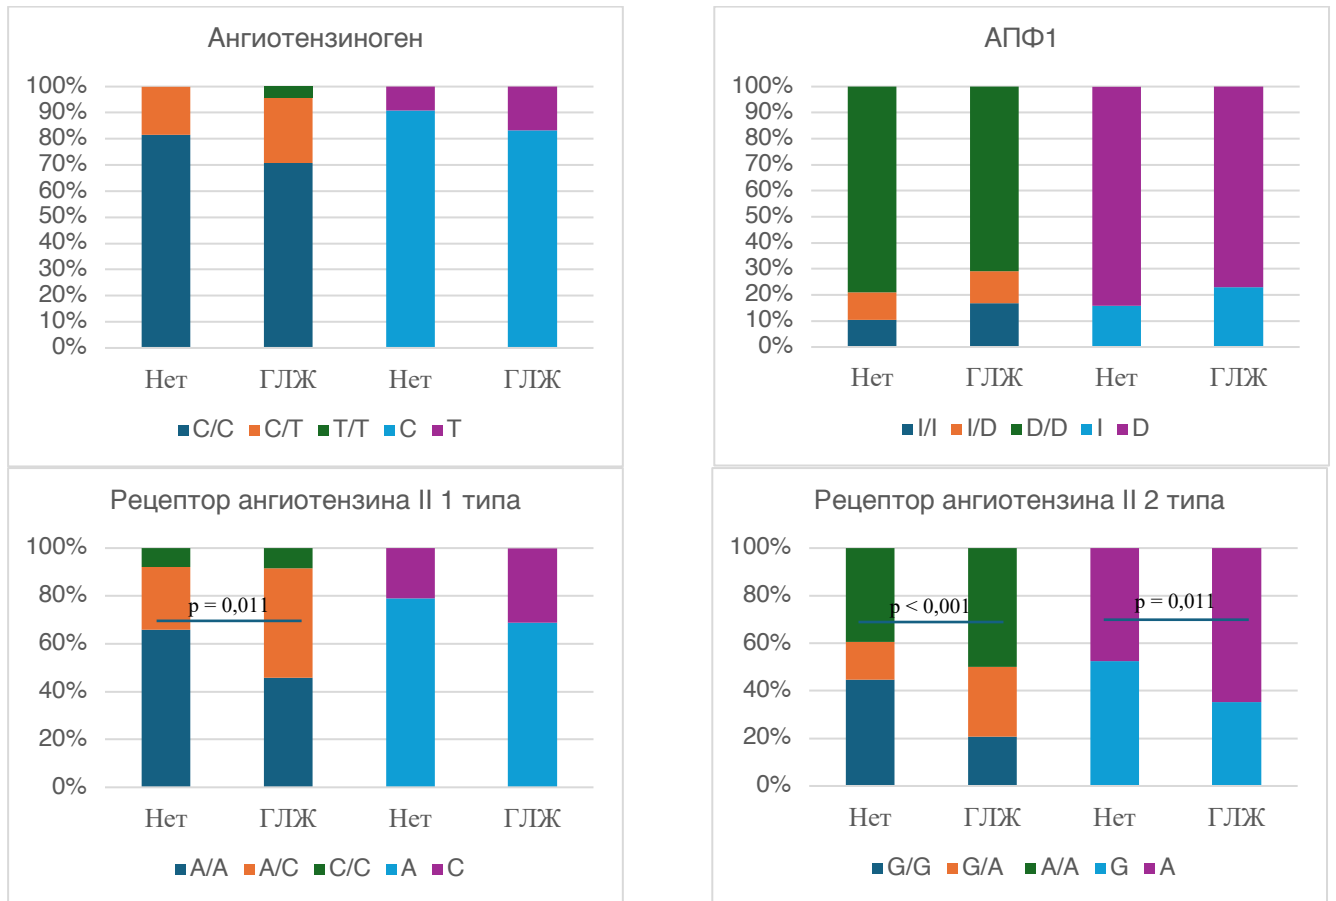 Ангиотензиноген
100%
90%
80%
70%
60%
50%
40%
30%
20%
10%
0%
Нет ГЛЖ Нет ГЛЖ
C/C C/T T/T C T
АПФ1
100%
90%
80%
70%
60%
50%
40%
30%
20%
10%
0%
Нет ГЛЖ Нет ГЛЖ
I/I I/D D/D I D
Рецептор ангиотензина II 1 типа
100%
80%
60%
40%
20%
0%
p = 0,011
Нет ГЛЖ Нет ГЛЖ
A/A A/C C/C A C
Рецептор ангиотензина II 2 типа
100%
80%
60%
40%
20%
0%
p < 0,001 p = 0,011
Нет ГЛЖ Нет ГЛЖ
G/G G/A A/A G A